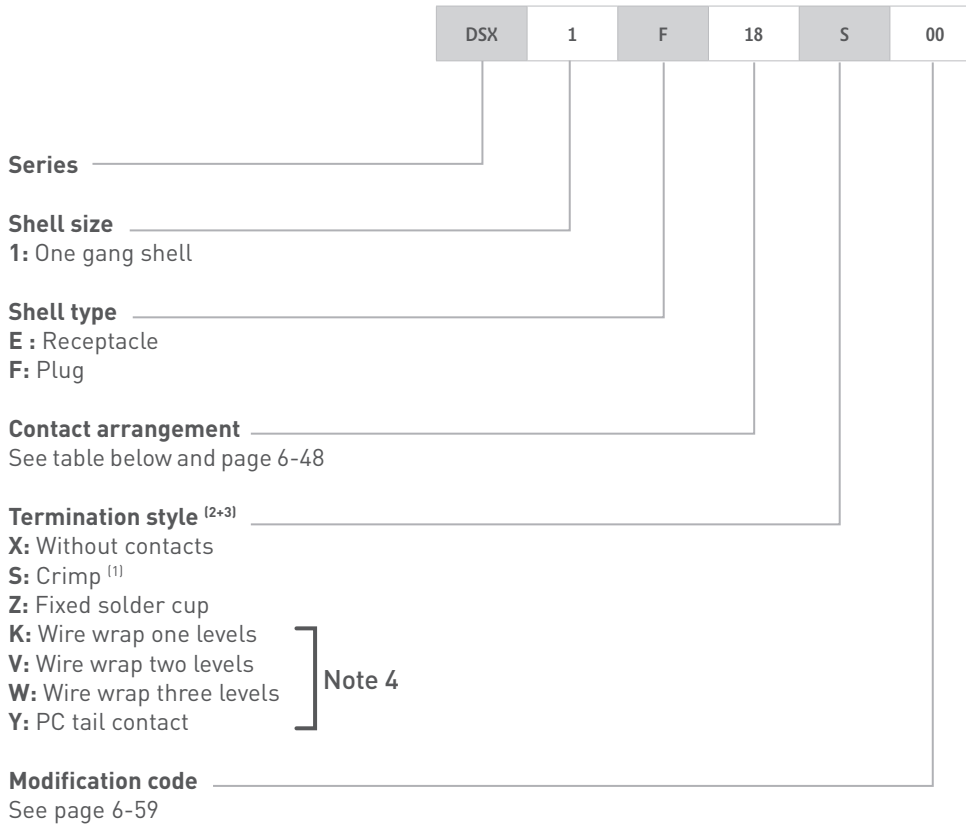 DSX 1 F 18 S 00
Series
Shell size
1: One gang shell
Shell type
E : Receptacle
F: Plug
Contact arrangement
See table below and page 6-48
Termination style (2+3)
X: Without contacts
S: Crimp (1)
Z: Fixed solder cup
K: Wire wrap one levels
V: Wire wrap two levels
W: Wire wrap three levels
Y: PC tail contact
Note 4
Modification code
See page 6-59